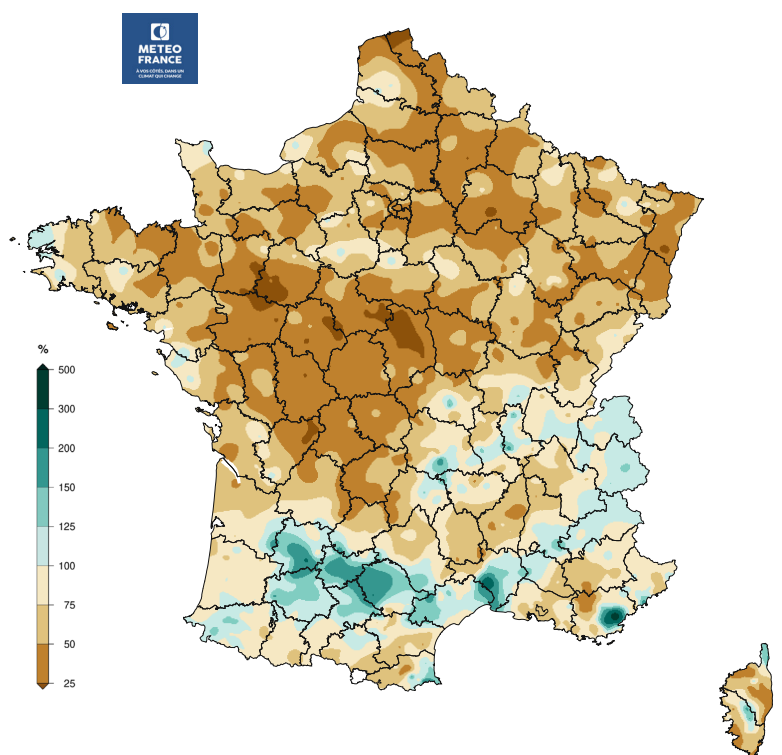 METEO
FRANCE
À VOS CÔTÉS, DANS UN
CLIMAT QUI CHANGE
%
500
300
200
150
125
100
75
50
25